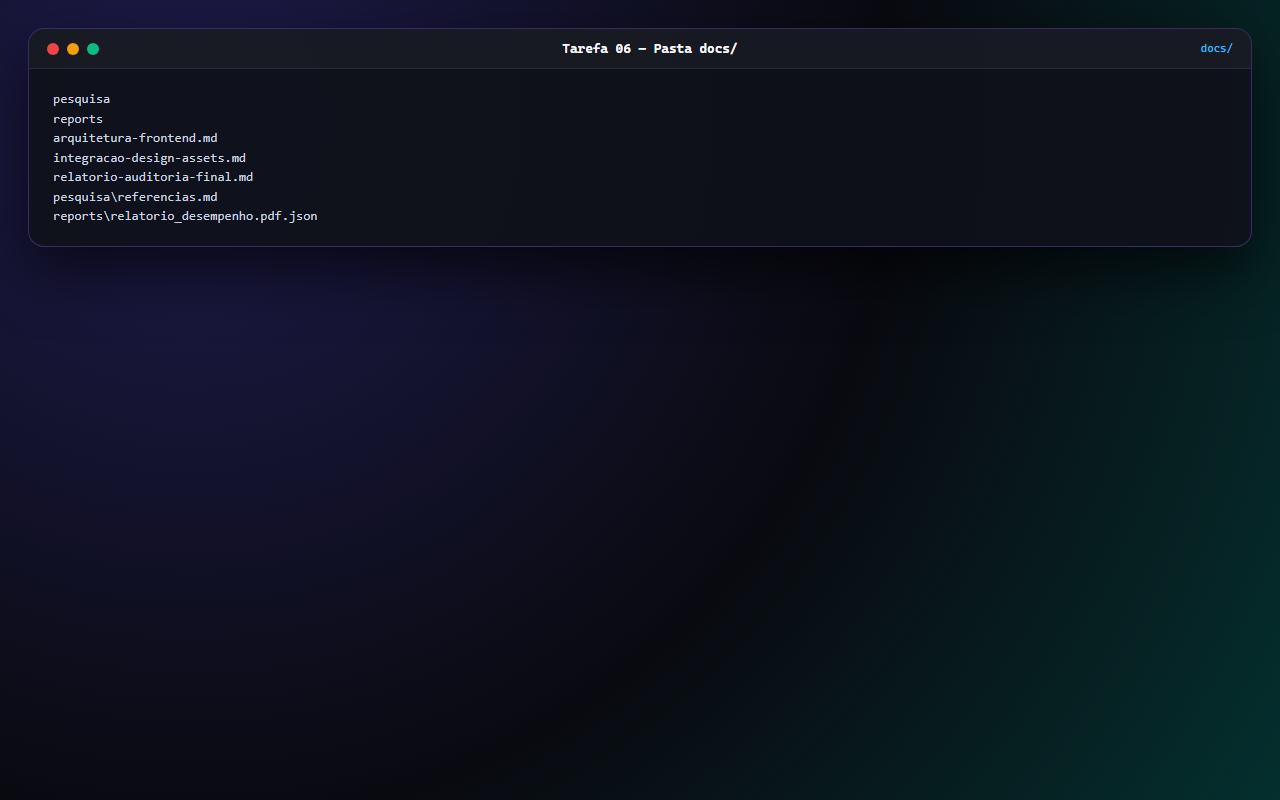 Tarefa 06 — Pasta docs/
docs/
pesquisa
reports
arquitetura-frontend.md
integracao-design-assets.md
relatorio-auditoria-final.md
pesquisa\referencias.md
reports\relatorio_desempenho.pdf.json